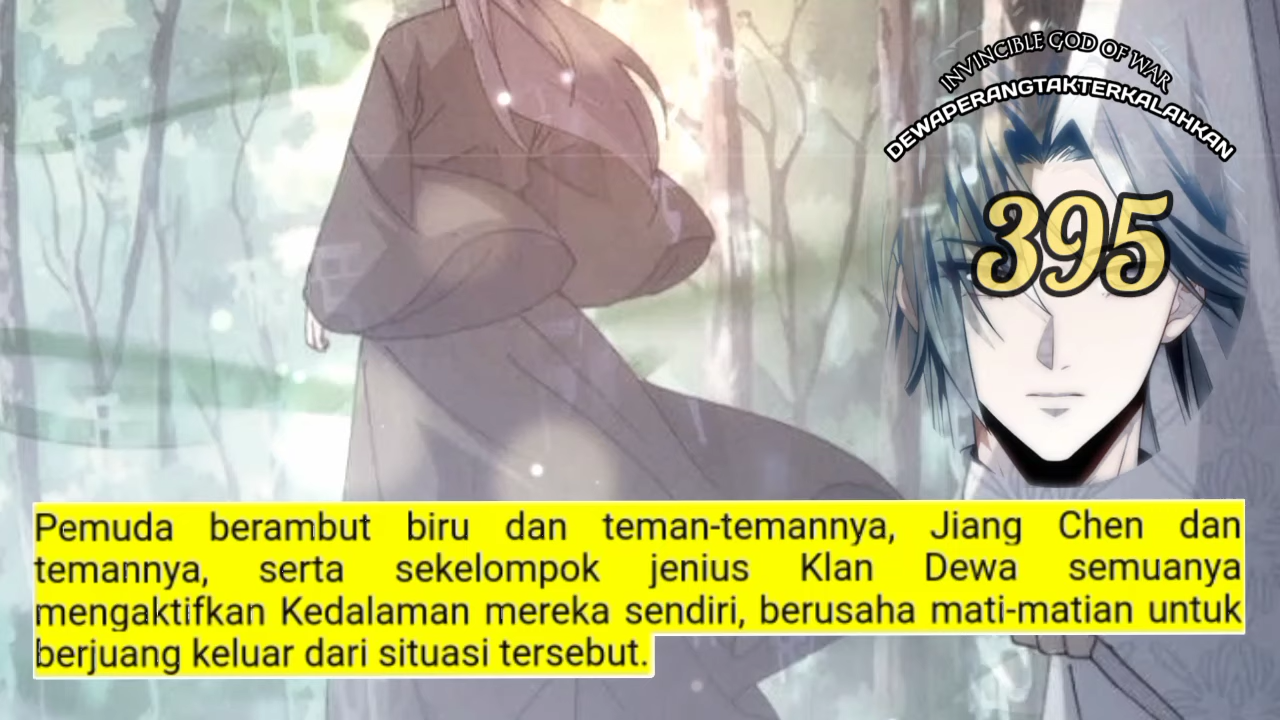 INVINCIBLE GOD OF WAR
DEWAPERANGTAKTERKALAHKAN
395
Pemuda berambut biru dan teman-temannya, Jiang Chen dan
temannya, serta sekelompok jenius Klan Dewa semuanya
mengaktifkan Kedalaman mereka sendiri, berusaha mati-matian untuk
berjuang keluar dari situasi tersebut.